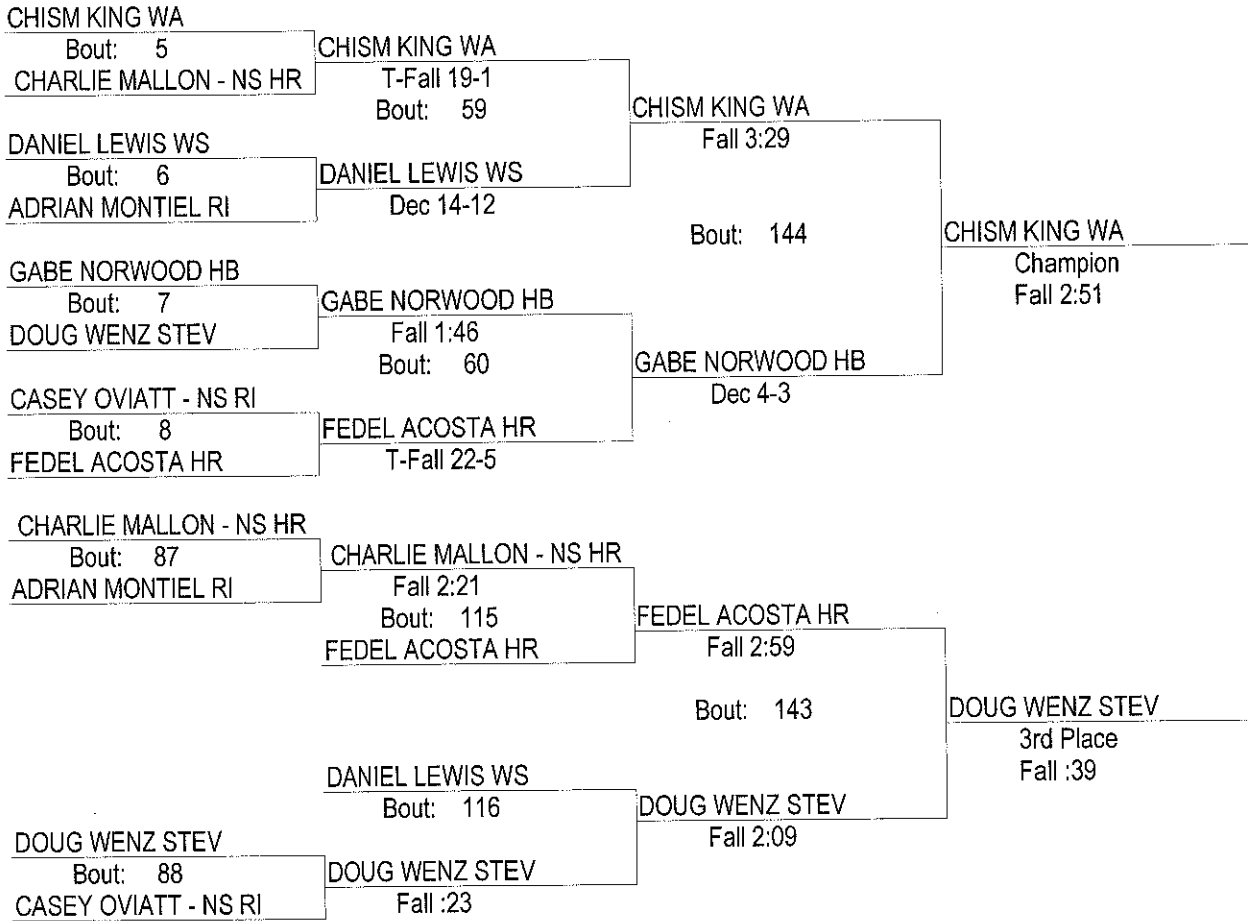 CHISM KING WA
Bout: 5
CHARLIE MALLON - NS HR
CHISM KING WA
T-Fall 19-1
Bout: 59
DANIEL LEWIS WS
Bout: 6
ADRIAN MONTIEL RI
DANIEL LEWIS WS
Dec 14-12
CHISM KING WA
Fall 3:29
Bout: 144
GABE NORWOOD HB
Bout: 7
DOUG WENZ STEV
GABE NORWOOD HB
Fall 1:46
Bout: 60
CASEY OVIATT - NS RI
Bout: 8
FEDEL ACOSTA HR
FEDEL ACOSTA HR
T-Fall 22-5
GABE NORWOOD HB
Dec 4-3
CHISM KING WA
Champion
Fall 2:51
CHARLIE MALLON - NS HR
Bout: 87
ADRIAN MONTIEL RI
CHARLIE MALLON - NS HR
Fall 2:21
Bout: 115
FEDEL ACOSTA HR
FEDEL ACOSTA HR
Fall 2:59
Bout: 143
DANIEL LEWIS WS
Bout: 116
DOUG WENZ STEV
Bout: 88
CASEY OVIATT - NS RI
DOUG WENZ STEV
Fall :23
DOUG WENZ STEV
Fall 2:09
DOUG WENZ STEV
3rd Place
Fall :39